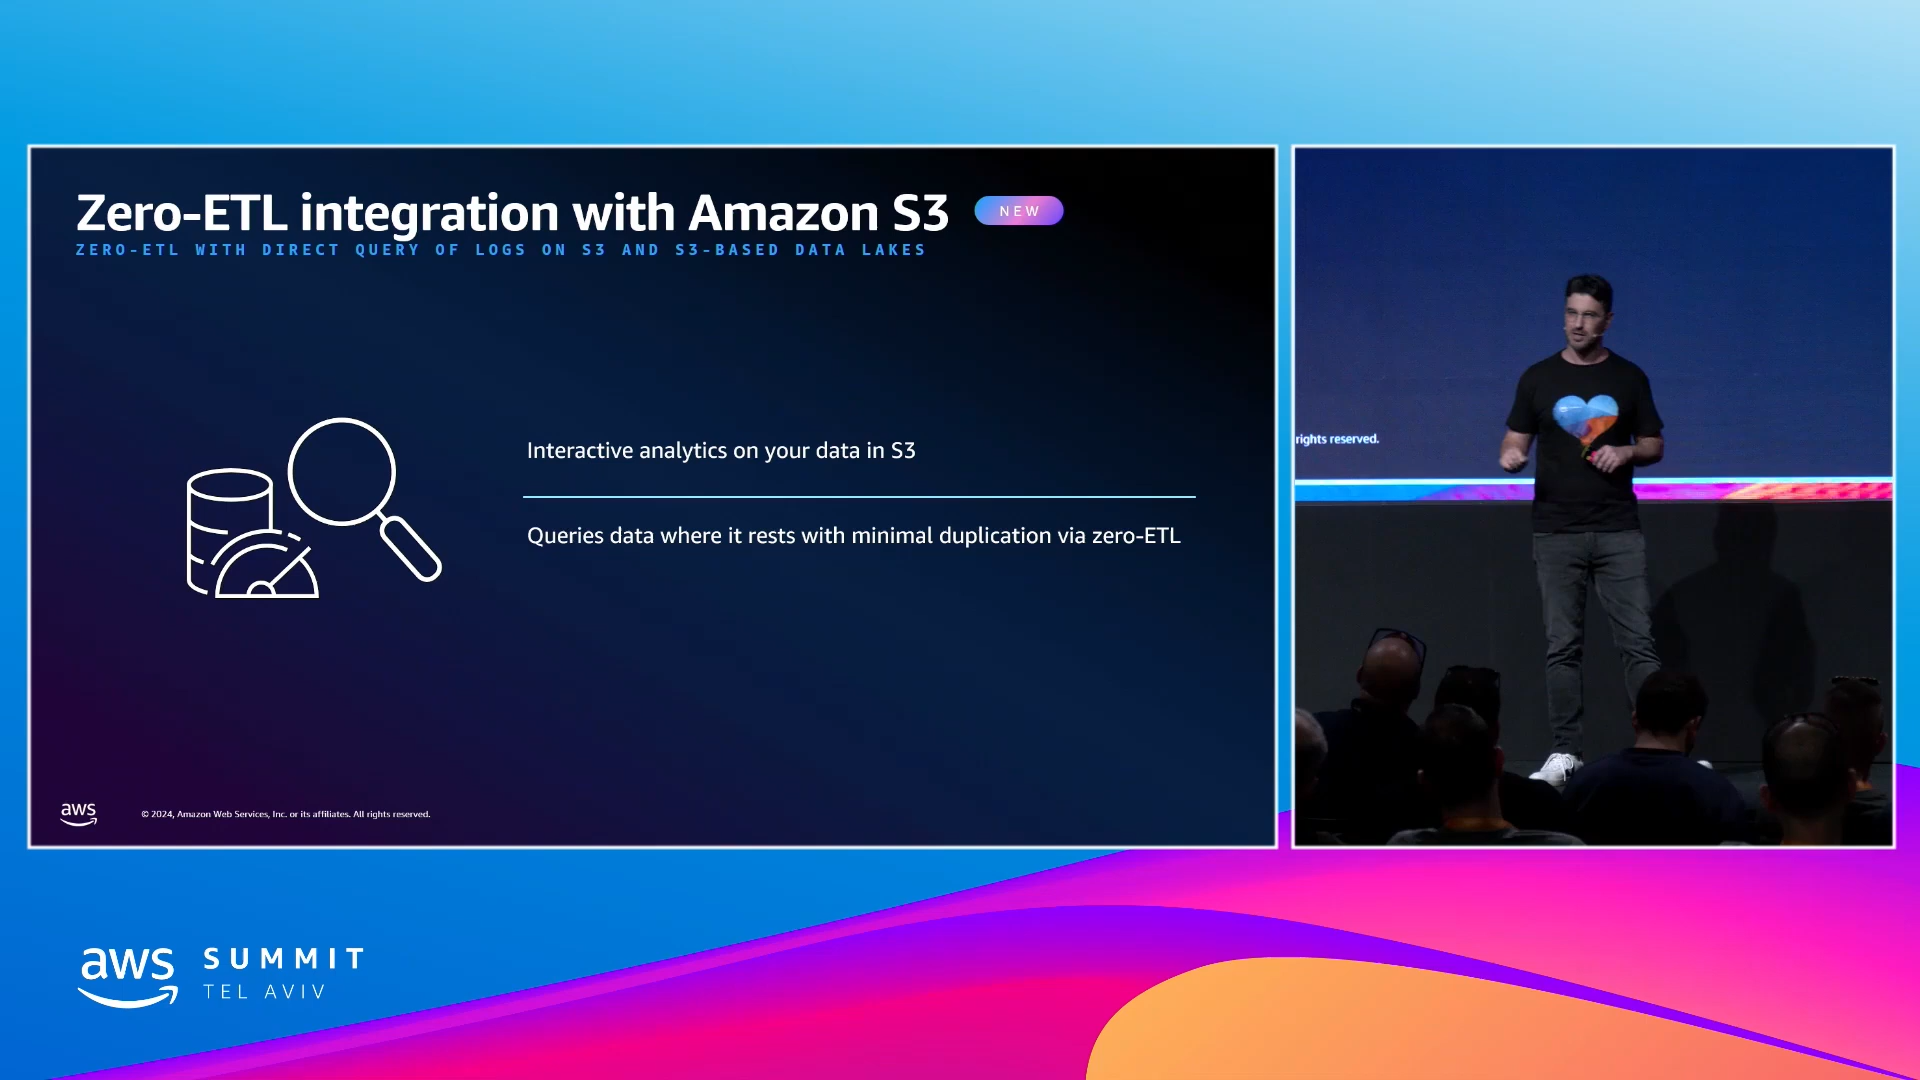 Zero-ETL integration with Amazon S3 NEW
ZERO-ETL WITH DIRECT QUERY OF LOGS ON S3 AND S3-BASED DATA LAKES
Interactive analytics on your data in S3
Queries data where it rests with minimal duplication via zero-ETL
aws © 2024, Amazon Web Services, Inc. or its affiliates. All rights reserved.
rights reserved.
aws SUMMIT
TEL AVIV